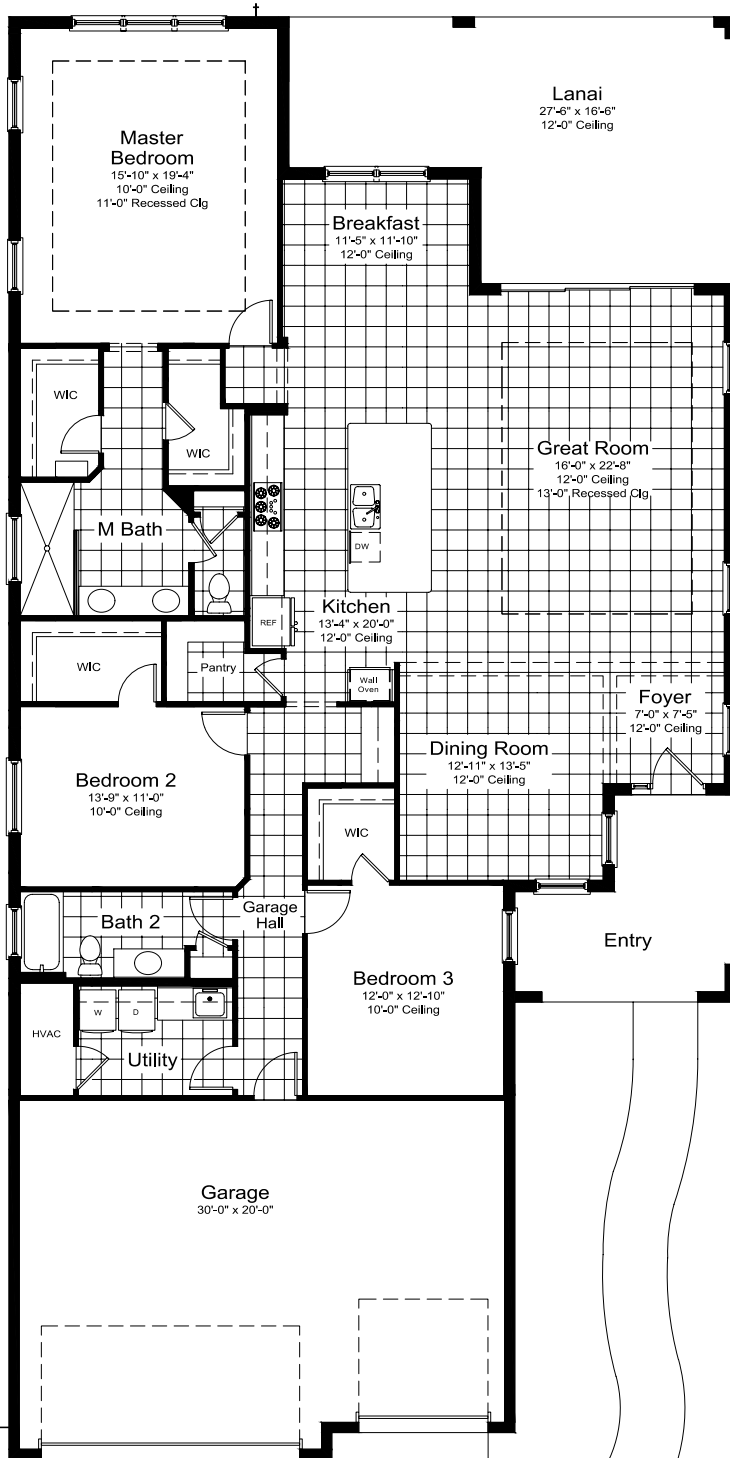 Lanai
27'-6" x 16'-6"
12'-0" Ceiling
Master
Bedroom
15'-10" x 19'-4"
10'-0" Ceiling
11'-0" Recessed Clg
Breakfast
11'-5" x 11'-10"
12'-0" Ceiling
WIC
WIC
Great Room
16'-0" x 22'-8"
12'-0" Ceiling
13'-0" Recessed Clg
M Bath
DW
Kitchen
13'-4" x 20'-0"
12'-0" Ceiling
REF
WIC
Pantry
Wall
Oven
Foyer
7'-0" x 7'-5"
12'-0" Ceiling
Dining Room
12'-11" x 13'-5"
12'-0" Ceiling
Bedroom 2
13'-9" x 11'-0"
10'-0" Ceiling
WIC
Bath 2
Garage
Hall
Entry
Bedroom 3
12'-0" x 12'-10"
10'-0" Ceiling
W
D
HVAC
Utility
Garage
30'-0" x 20'-0"